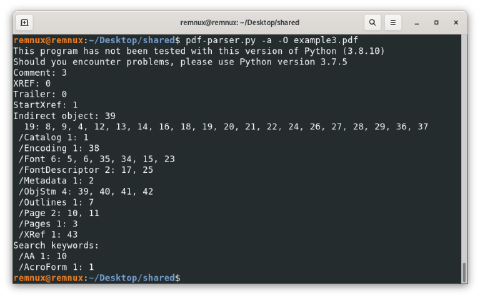 remnux@remnux: ~/Desktop/shared
remnux@remnux:~/Desktop/shared$ pdf-parser.py -a -O example3.pdf
This program has not been tested with this version of Python (3.8.10)
Should you encounter problems, please use Python version 3.7.5
Comment: 3
XREF: 0
Trailer: 0
StartXref: 1
Indirect object: 39
  19: 8, 9, 4, 12, 13, 14, 16, 18, 19, 20, 21, 22, 24, 26, 27, 28, 29, 36, 37
 /Catalog 1: 1
 /Encoding 1: 38
 /Font 6: 5, 6, 35, 34, 15, 23
 /FontDescriptor 2: 17, 25
 /Metadata 1: 2
 /ObjStm 4: 39, 40, 41, 42
 /Outlines 1: 7
 /Page 2: 10, 11
 /Pages 1: 3
 /XRef 1: 43
Search keywords:
 /AA 1: 10
 /AcroForm 1: 1
remnux@remnux:~/Desktop/shared$